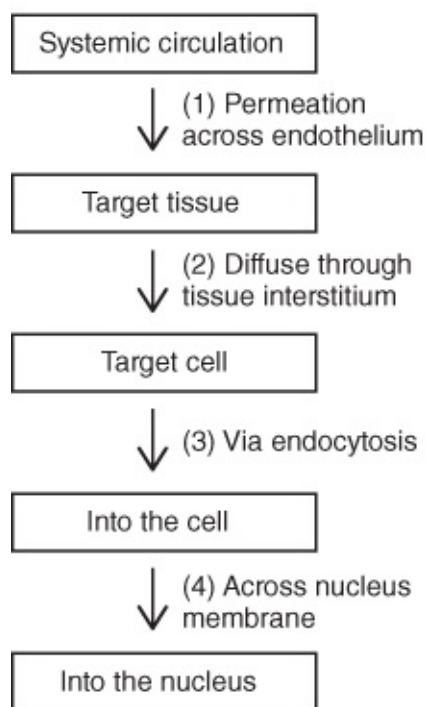 Systemic circulation
(1) Permeation
across endothelium
Target tissue
(2) Diffuse through
tissue interstitium
Target cell
(3) Via endocytosis
Into the cell
(4) Across nucleus
membrane
Into the nucleus